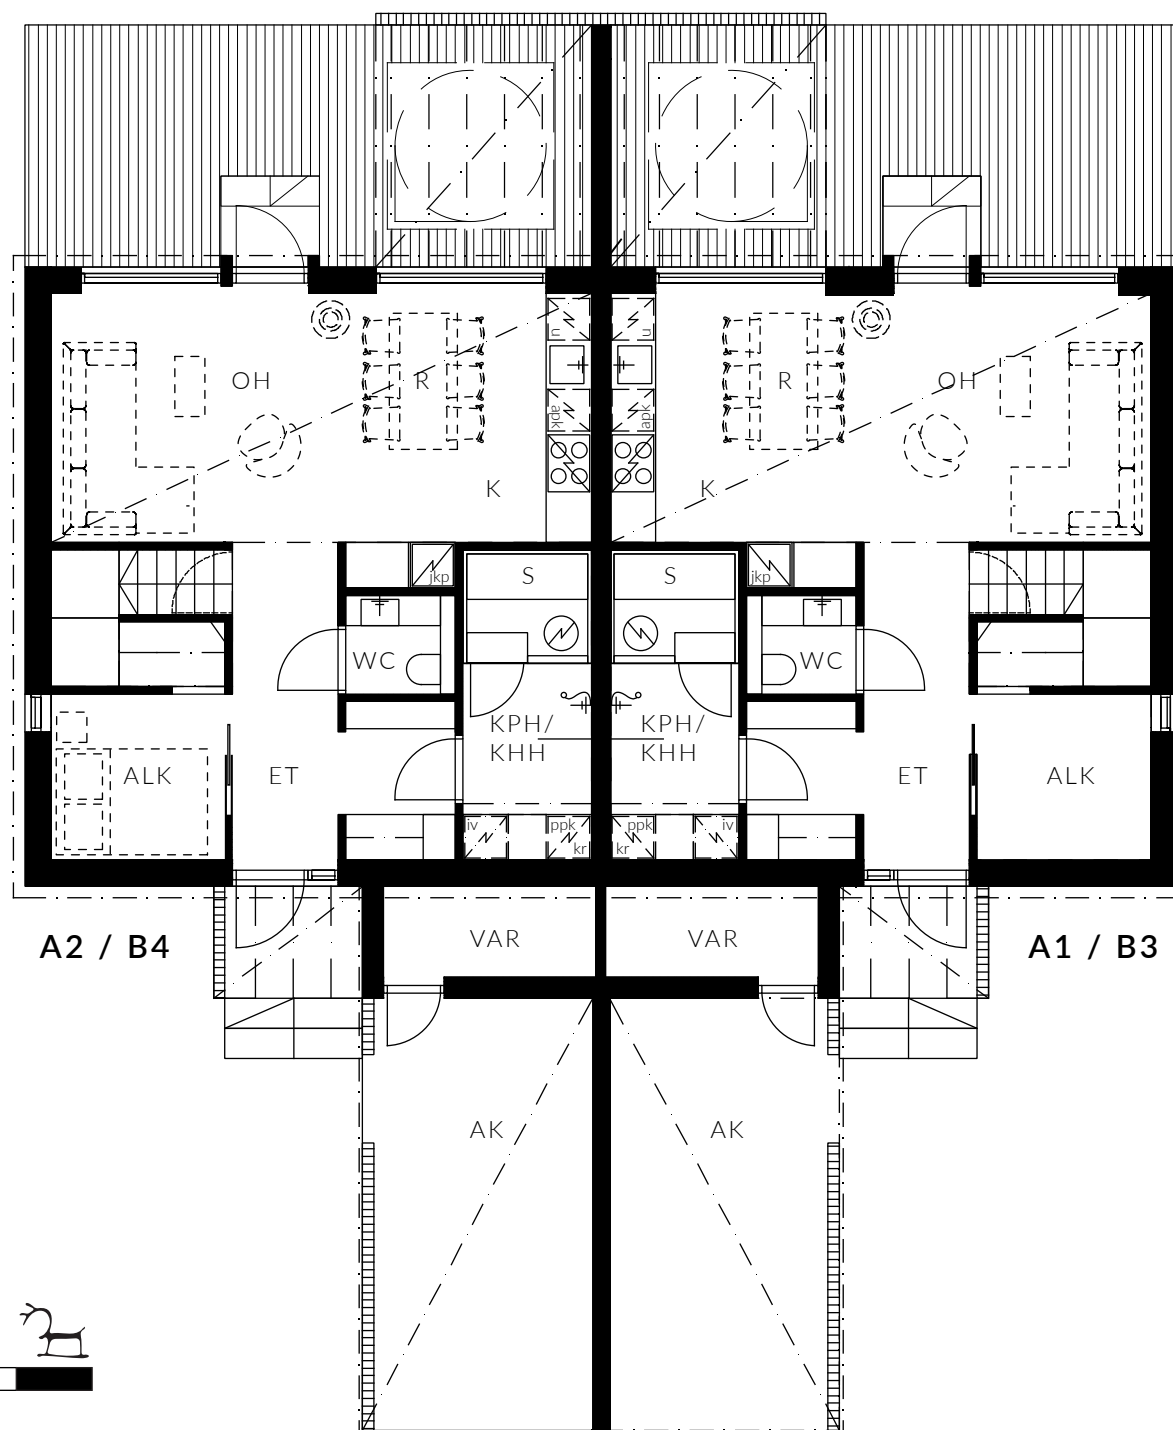 u u
OH R R OH
apk apk
K K
jkp S S jkp
WC WC
KPH/ KPH/
KHH KHH
ALK ET ET ALK
iv ppk ppk iv
kr kr
A2 / B4 VAR VAR A1 / B3
AK AK